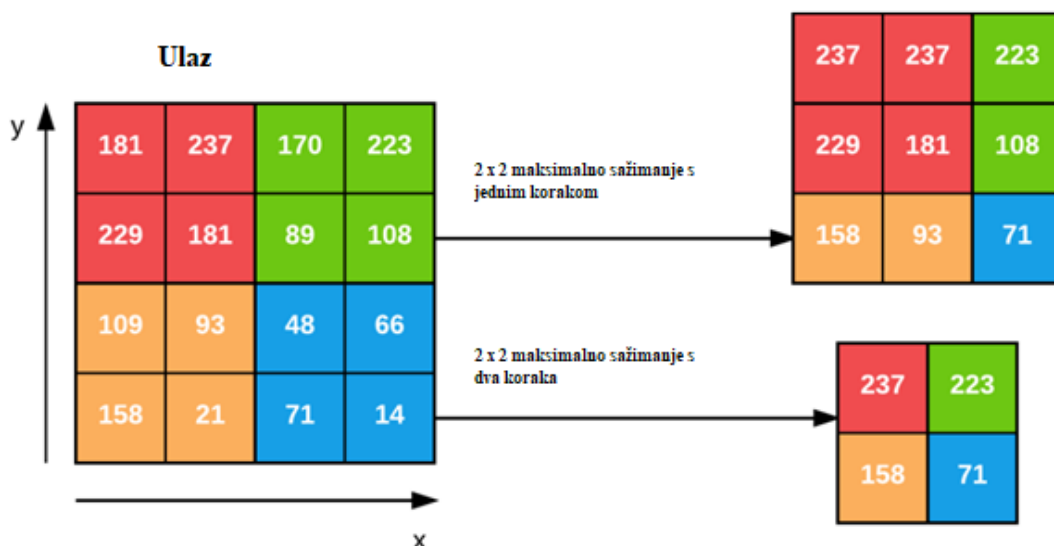 Ulaz
y
181 237 170 223
229 181 89 108
109 93 48 66
158 21 71 14
x
2 x 2 maksimalno sažimanje s
jednim korakom
237 237 223
229 181 108
158 93 71
2 x 2 maksimalno sažimanje s
dva koraka
237 223
158 71